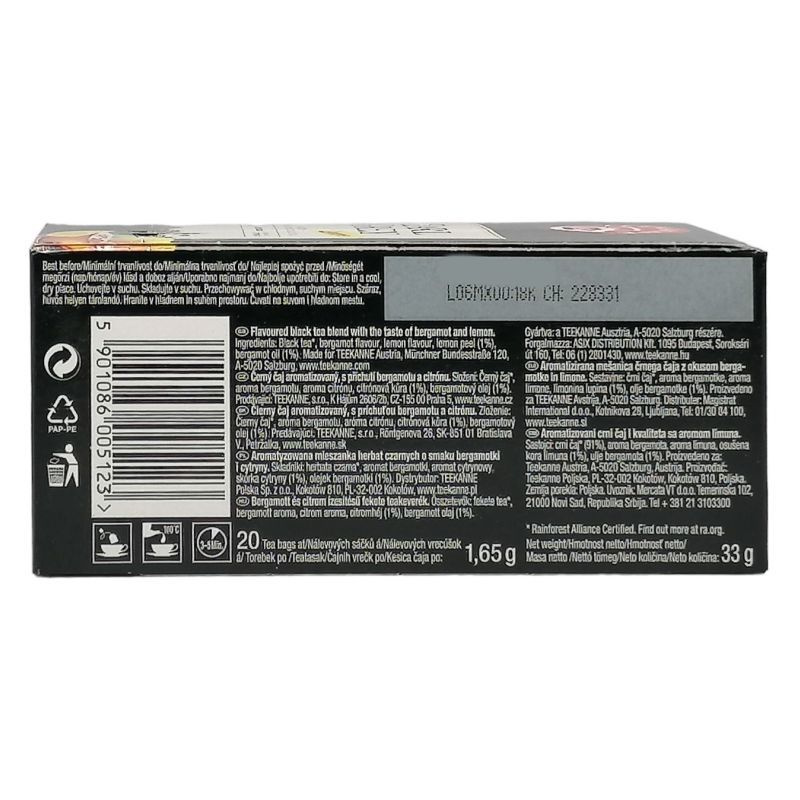 Best before/Minimální trvanlivost do/Minimálna trvanlivosť do/ Najlepiej spożyć przed /Minőségét
megőrzi (nap/hónap/év) lásd a doboz alján/Uporabno najmanj do/Najbolje upotrebiti do: Store in a cool,
dry place. Uchovejte v suchu. Skladujte v suchu. Przechowywać w chłodnym, suchym miejscu. Száraz,
hűvös helyen tárolandó. Hranite v hladnem in suhem prostoru. Čuvati na suvom i hladnom mestu.
L06MX00:18K CH: 228331
5 901086 005123 >
PAP-PE
100°C
3-5Min.
Flavoured black tea blend with the taste of bergamot and lemon.
Ingredients: Black tea*, bergamot flavour, lemon flavour, lemon peel (1%),
bergamot oil (1%). Made for TEEKANNE Austria, Münchner Bundesstraße 120,
A-5020 Salzburg, www.teekanne.com
Černý čaj aromatizovaný, s příchutí bergamotu a citrónu. Složení: Černý čaj*,
aroma bergamotu, aroma citrónu, citrónová kůra (1%), bergamotový olej (1%).
Prodávající: TEEKANNE, s.r.o., K Hájům 2606/2b, CZ-155 00 Praha 5, www.teekanne.cz
Čierny čaj aromatizovaný, s príchuťou bergamotu a citrónu. Zloženie:
Čierny čaj*, aroma bergamotu, aróma citrónu, citrónová kôra (1%), bergamotový
olej (1%). Predávajúci: TEEKANNE, s.r.o., Röntgenova 26, SK-851 01 Bratislava
V., Petržalka, www.teekanne.sk
Aromatyzowana mieszanka herbat czarnych o smaku bergamotki
i cytryny. Składniki: herbata czarna*, aromat bergamotki, aromat cytrynowy,
skórka cytryny (1%), olejek bergamotki (1%). Dystrybutor: TEEKANNE
Polska Sp. z o.o., Kokotów 810, PL-32-002 Kokotów, www.teekanne.pl
Bergamott és citrom ízesítésű fekete teakeverék. Összetevők: fekete tea*,
bergamott aroma, citrom aroma, citromhéj (1%), bergamott olaj (1%).
20 Tea bags at/Nálevových sáčků á/Nálevových vrecúšok
á/ Torebek po /Teatasak/Čajnih vrečk po/Kesica čaja po:
1,65 g
Gyártva: a TEEKANNE Ausztria, A-5020 Salzburg részére.
Forgalmazza: ASIX DISTRIBUTION Kft. 1095 Budapest, Soroksári
út 160, Tel: 06 (1) 2801430, www.teekanne.hu
Aromatizirana mešanica črnega čaja z okusom berga-
motke in limone. Sestavine: črni čaj*, aroma bergamotke, aroma
limone, limonina lupina (1%), olje bergamotke (1%). Proizvedeno
za TEEKANNE Avstrija, A-5020 Salzburg. Distributer: Magistrat
International d.o.o., Kotnikova 28, Ljubljana, Tel: 01/30 84 100,
www.teekanne.si
Aromatizovani crni čaj I kvaliteta sa aromom limuna.
Sastojci: crni čaj* (91%), aroma bergamota, aroma limuna, osušena
kora limuna (1%), ulje bergamota (1%). Proizvedeno za:
Teekanne Austria, A-5020 Salzburg, Austrija. Proizvođač:
Teekanne Poljska, PL-32-002 Kokotów, Kokotów 810, Poljska.
Zemlja porekla: Poljska. Uvoznik: Mercata VT d.o.o. Temerinska 102,
21000 Novi Sad, Republika Srbija, Tel + 381 21 3103300
* Rainforest Alliance Certified. Find out more at ra.org.
Net weight/Hmotnost netto/Hmotnosť netto/
Masa netto /Nettó tömeg/Neto količina/Neto količina:
33 g